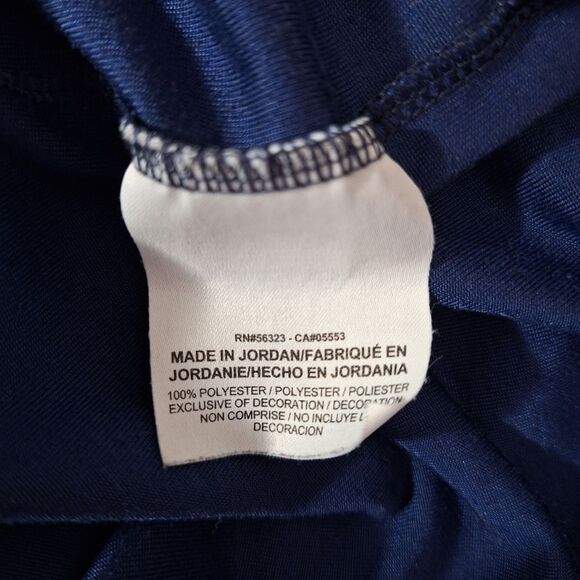 RN#56323 - CA#05553
MADE IN JORDAN/FABRIQUÉ EN
JORDANIE/HECHO EN JORDANIA
100% POLYESTER / POLYESTER / POLIESTER
EXCLUSIVE OF DECORATION / DECORATION
NON COMPRISE / NO INCLUYE L
DECORACION